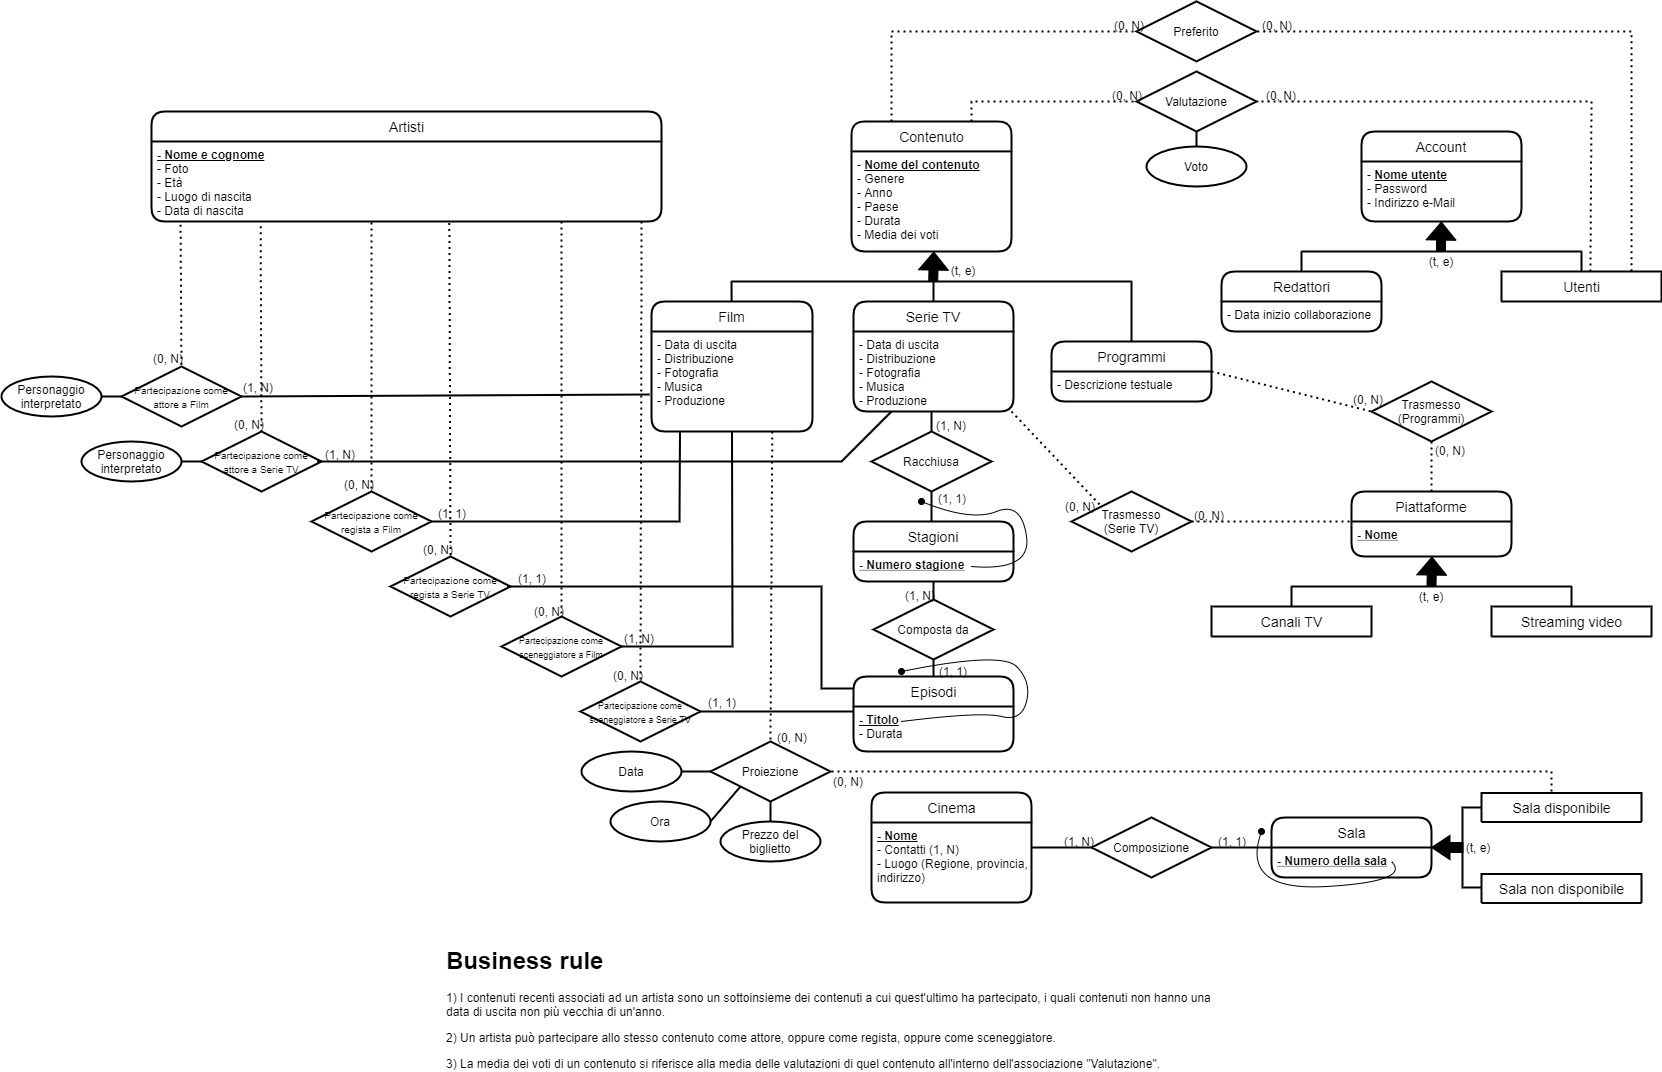 (0, N)
Preferito
(0, N)
(0, N)
Valutazione
(0, N)
Voto
Artisti
- Nome e cognome
- Foto
- Età
- Luogo di nascita
- Data di nascita
Contenuto
- Nome del contenuto
- Genere
- Anno
- Paese
- Durata
- Media dei voti
(t, e)
Account
- Nome utente
- Password
- Indirizzo e-Mail
(t, e)
Redattori
- Data inizio collaborazione
Utenti
Film
- Data di uscita
- Distribuzione
- Fotografia
- Musica
- Produzione
Serie TV
- Data di uscita
- Distribuzione
- Fotografia
- Musica
- Produzione
Programmi
- Descrizione testuale
(0, N)
Trasmesso
(Programmi)
(0, N)
(0, N)
Personaggio
interpretato
Partecipazione come
attore a Film
(1, N)
(0, N)
Personaggio
interpretato
Partecipazione come
attore a Serie TV
(1, N)
(1, N)
Racchiusa
(1, 1)
(0, N)
Partecipazione come
regista a Film
(1, 1)
(0, N)
Trasmesso
(Serie TV)
(0, N)
Piattaforme
- Nome
(t, e)
Canali TV
Streaming video
Stagioni
- Numero stagione
(0, N)
Partecipazione come
regista a Serie TV
(1, 1)
(1, N)
Composta da
(1, 1)
(0, N)
Partecipazione come
sceneggiatore a Film
(1, N)
(0, N)
Partecipazione come
sceneggiatore a Serie TV
(1, 1)
Episodi
- Titolo
- Durata
(0, N)
Data
Proiezione
(0, N)
Ora
Prezzo del
biglietto
Cinema
- Nome
- Contatti (1, N)
- Luogo (Regione, provincia,
indirizzo)
(1, N)
Composizione
(1, 1)
Sala
- Numero della sala
(t, e)
Sala disponibile
Sala non disponibile
Business rule
1) I contenuti recenti associati ad un artista sono un sottoinsieme dei contenuti a cui quest'ultimo ha partecipato, i quali contenuti non hanno una
data di uscita non più vecchia di un'anno.
2) Un artista può partecipare allo stesso contenuto come attore, oppure come regista, oppure come sceneggiatore.
3) La media dei voti di un contenuto si riferisce alla media delle valutazioni di quel contenuto all'interno dell'associazione "Valutazione".